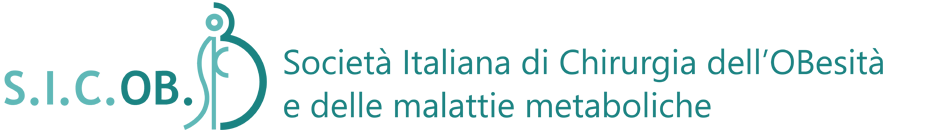 S.I.C.OB.
Società Italiana di Chirurgia dell’OBesità
e delle malattie metaboliche